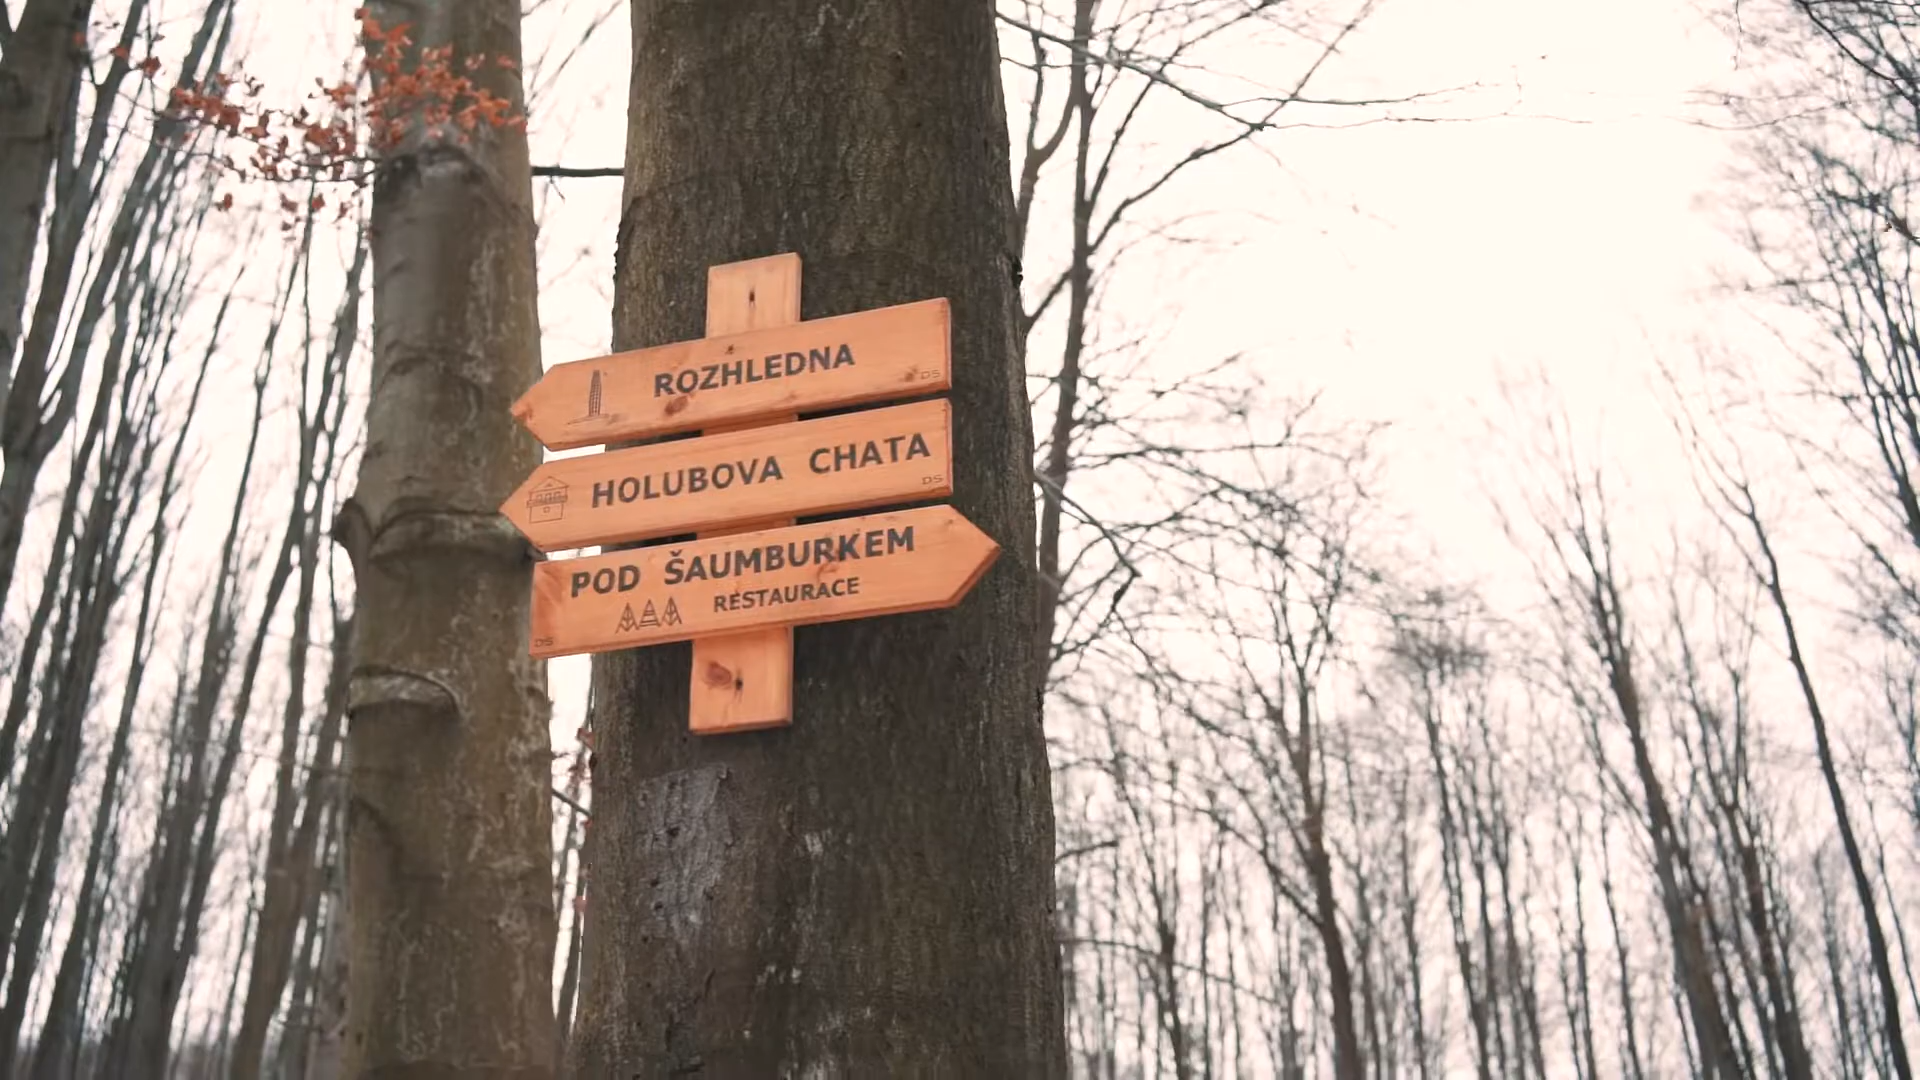 ROZHLEDNA
DS
HOLUBOVA CHATA
DS
POD ŠAUMBURKEM
RESTAURACE
DS